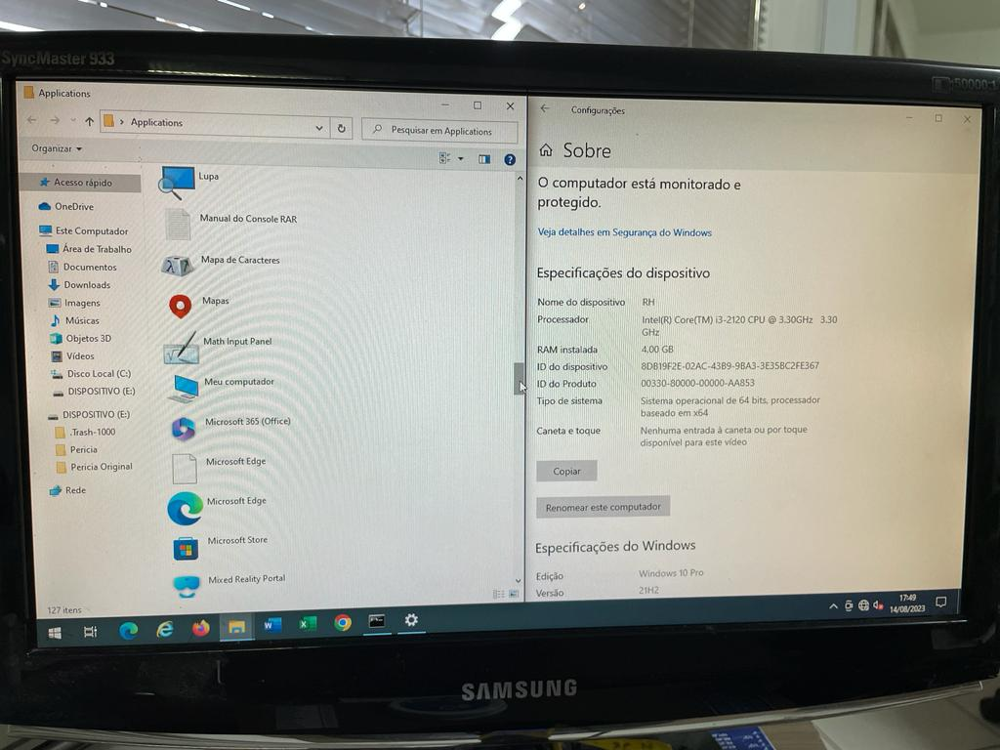 SyncMaster 933
:50000:1
Applications
Applications
Pesquisar em Applications
Organizar
Acesso rápido
OneDrive
Este Computador
Área de Trabalho
Documentos
Downloads
Imagens
Músicas
Objetos 3D
Vídeos
Disco Local (C:)
DISPOSITIVO (E:)
DISPOSITIVO (E:)
.Trash-1000
Pericia
Pericia Original
Rede
Lupa
Manual do Console RAR
Mapa de Caracteres
Mapas
Math Input Panel
Meu computador
Microsoft 365 (Office)
Microsoft Edge
Microsoft Edge
Microsoft Store
Mixed Reality Portal
127 itens
Configurações
Sobre
O computador está monitorado e
protegido.
Veja detalhes em Segurança do Windows
Especificações do dispositivo
Nome do dispositivo RH
Processador Intel(R) Core(TM) i3-2120 CPU @ 3.30GHz 3.30
GHz
RAM instalada 4,00 GB
ID do dispositivo 8DB19F2E-02AC-43B9-9BA3-3E35BC2FE367
ID do Produto 00330-80000-00000-AA853
Tipo de sistema Sistema operacional de 64 bits, processador
baseado em x64
Caneta e toque Nenhuma entrada à caneta ou por toque
disponível para este vídeo
Copiar
Renomear este computador
Especificações do Windows
Edição Windows 10 Pro
Versão 21H2
17:49
14/08/2023
SAMSUNG